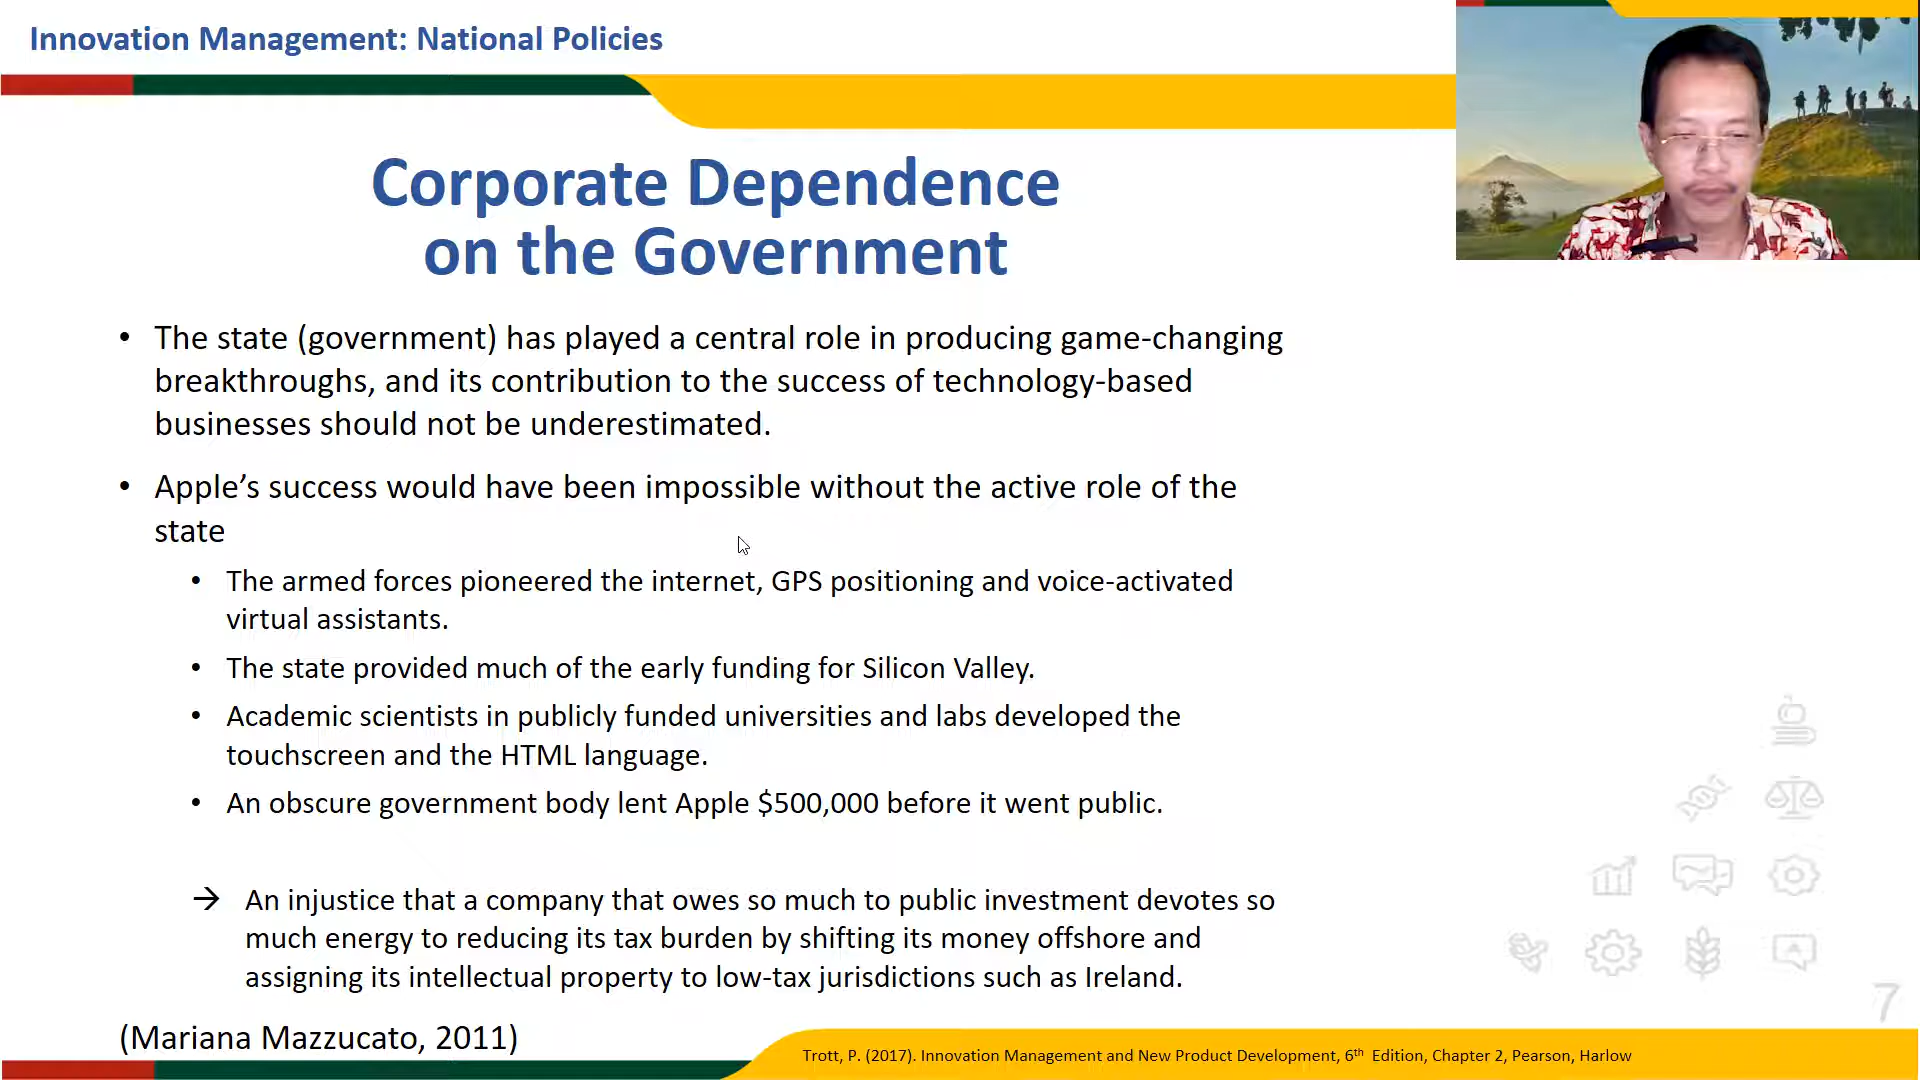 Innovation Management: National Policies
Corporate Dependence
on the Government
• The state (government) has played a central role in producing game-changing
breakthroughs, and its contribution to the success of technology-based
businesses should not be underestimated.
• Apple’s success would have been impossible without the active role of the
state
• The armed forces pioneered the internet, GPS positioning and voice-activated
virtual assistants.
• The state provided much of the early funding for Silicon Valley.
• Academic scientists in publicly funded universities and labs developed the
touchscreen and the HTML language.
• An obscure government body lent Apple $500,000 before it went public.
→ An injustice that a company that owes so much to public investment devotes so
much energy to reducing its tax burden by shifting its money offshore and
assigning its intellectual property to low-tax jurisdictions such as Ireland.
(Mariana Mazzucato, 2011)
Trott, P. (2017). Innovation Management and New Product Development, 6th Edition, Chapter 2, Pearson, Harlow
7